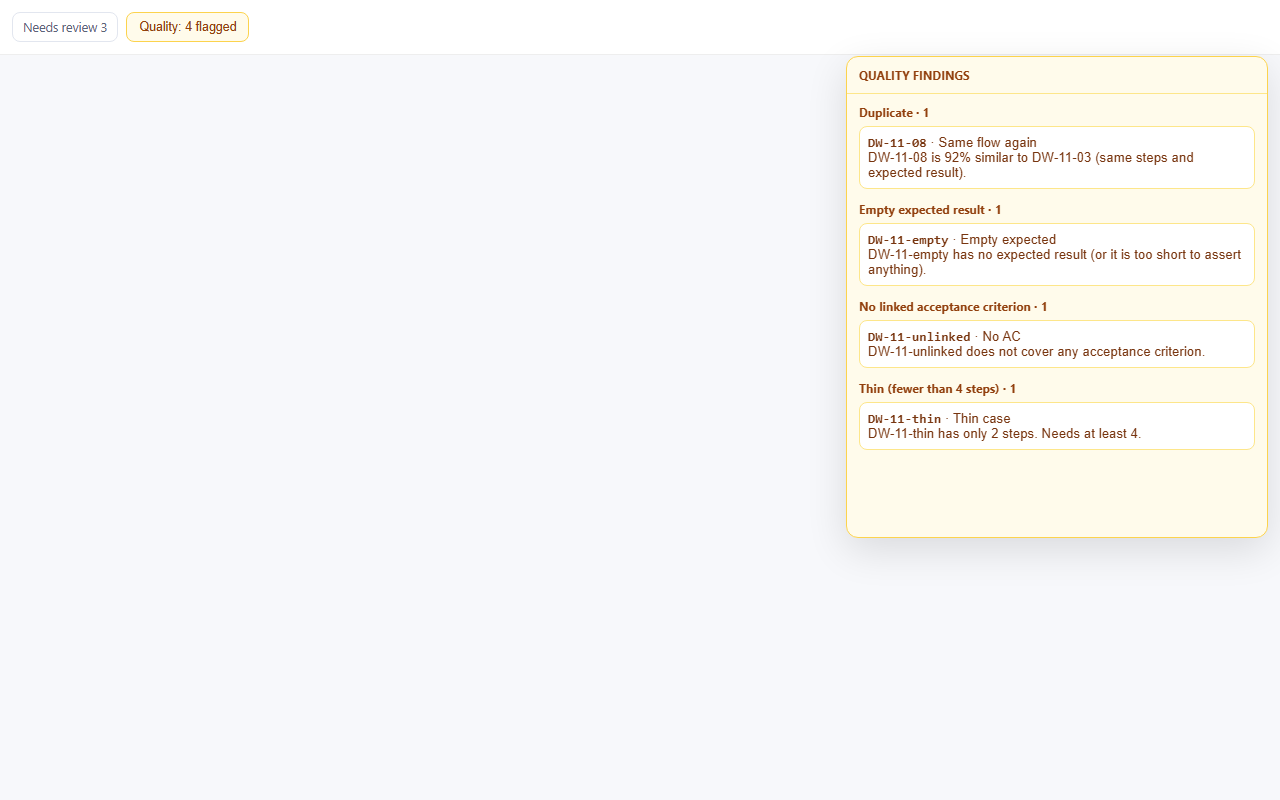 Needs review 3
Quality: 4 flagged
QUALITY FINDINGS
Duplicate · 1
DW-11-08 · Same flow again
DW-11-08 is 92% similar to DW-11-03 (same steps and
expected result).
Empty expected result · 1
DW-11-empty · Empty expected
DW-11-empty has no expected result (or it is too short to assert
anything).
No linked acceptance criterion · 1
DW-11-unlinked · No AC
DW-11-unlinked does not cover any acceptance criterion.
Thin (fewer than 4 steps) · 1
DW-11-thin · Thin case
DW-11-thin has only 2 steps. Needs at least 4.